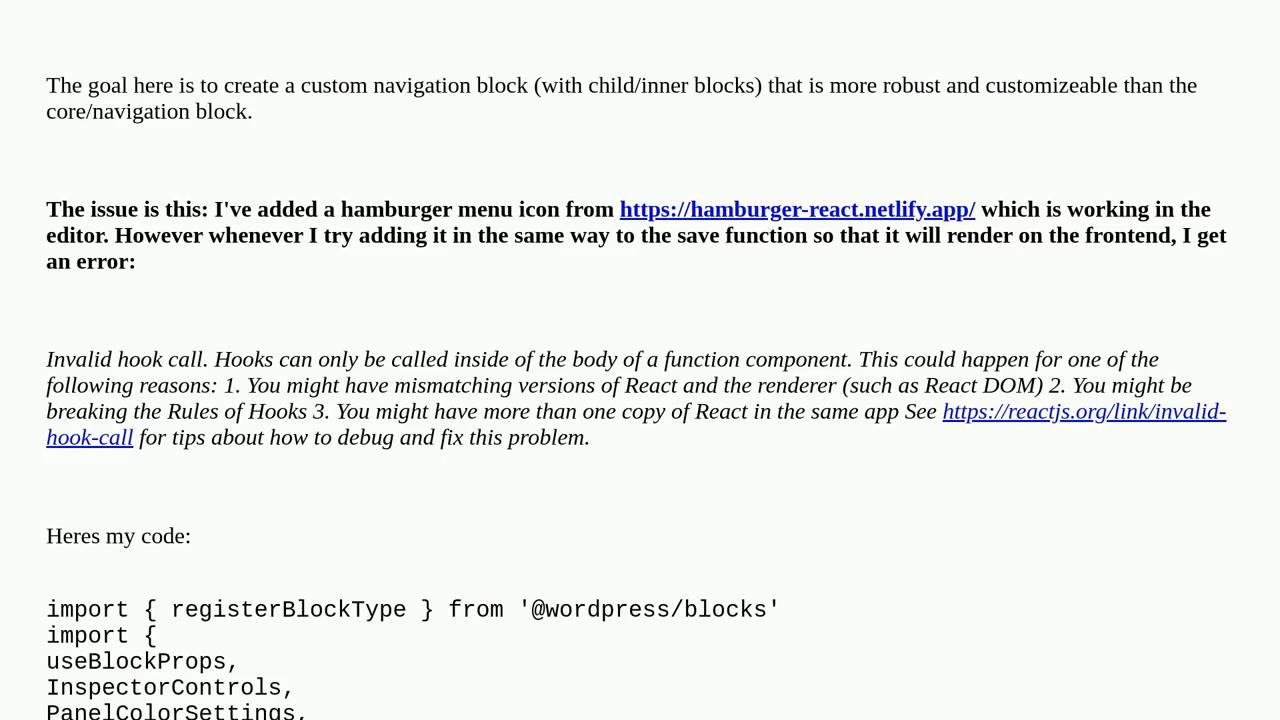 The goal here is to create a custom navigation block (with child/inner blocks) that is more robust and customizeable than the
core/navigation block.
The issue is this: I've added a hamburger menu icon from https://hamburger-react.netlify.app/ which is working in the
editor. However whenever I try adding it in the same way to the save function so that it will render on the frontend, I get
an error:
Invalid hook call. Hooks can only be called inside of the body of a function component. This could happen for one of the
following reasons: 1. You might have mismatching versions of React and the renderer (such as React DOM) 2. You might be
breaking the Rules of Hooks 3. You might have more than one copy of React in the same app See https://reactjs.org/link/invalid-
hook-call for tips about how to debug and fix this problem.
Heres my code:
import { registerBlockType } from '@wordpress/blocks'
import {
useBlockProps,
InspectorControls,
PanelColorSettings,